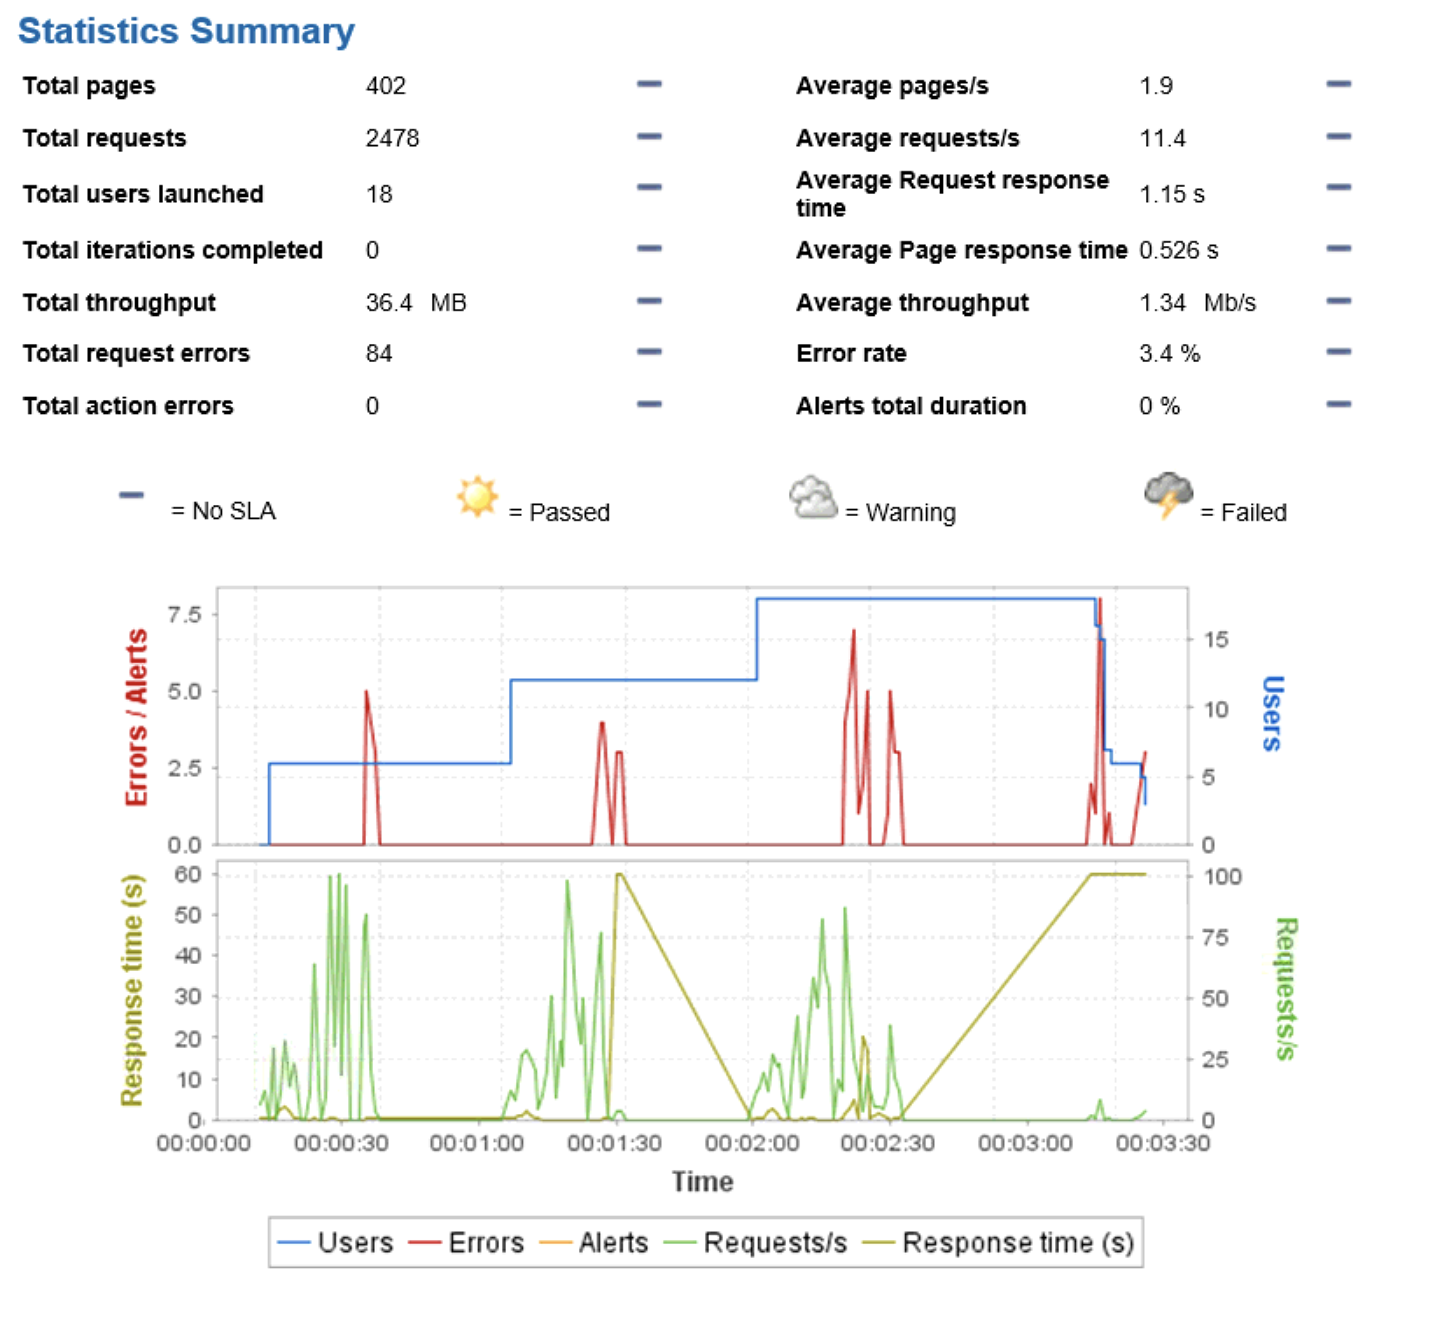 Statistics Summary
Total pages 402 Average pages/s 1.9
Total requests 2478 Average requests/s 11.4
Total users launched 18 Average Request response time 1.15 s
Total iterations completed 0 Average Page response time 0.526 s
Total throughput 36.4 MB Average throughput 1.34 Mb/s
Total request errors 84 Error rate 3.4 %
Total action errors 0 Alerts total duration 0 %
= No SLA = Passed = Warning = Failed
Errors / Alerts
7.5
5.0
2.5
0.0
15
10
5
0
Users
Response time (s)
60
50
40
30
20
10
0
100
75
50
25
0
Requests/s
00:00:00 00:00:30 00:01:00 00:01:30 00:02:00 00:02:30 00:03:00 00:03:30
Time
Users Errors Alerts Requests/s Response time (s)